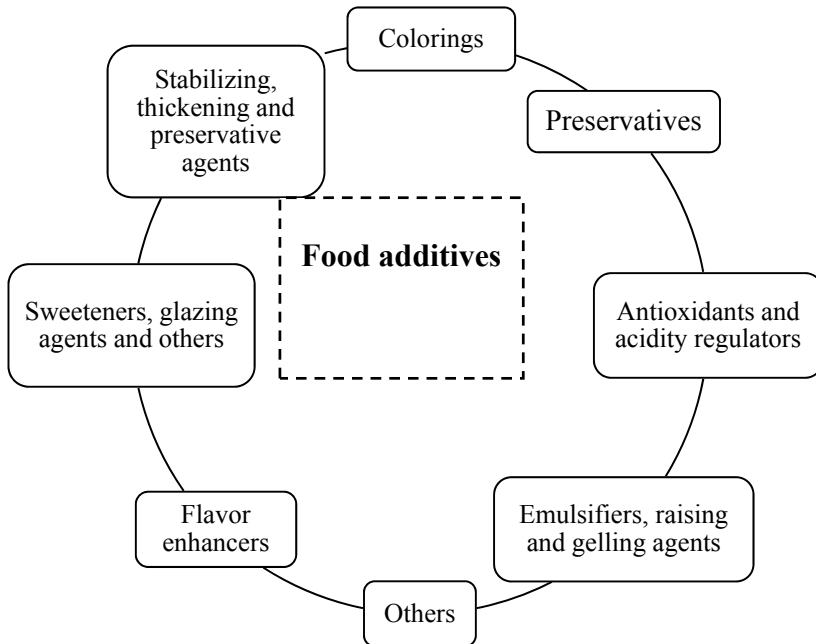 Colorings
Preservatives
Antioxidants and
acidity regulators
Emulsifiers, raising
and gelling agents
Others
Flavor
enhancers
Sweeteners, glazing
agents and others
Stabilizing,
thickening and
preservative
agents
Food additives